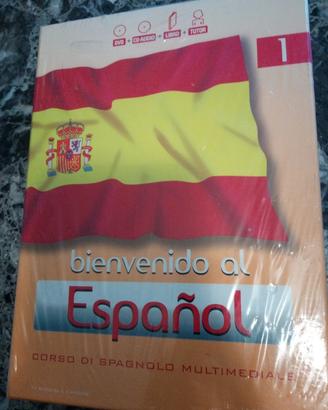 DVD + CD AUDIO + LIBRO + TUTOR
1
bienvenido al
Español
CORSO DI SPAGNOLO MULTIMEDIALE